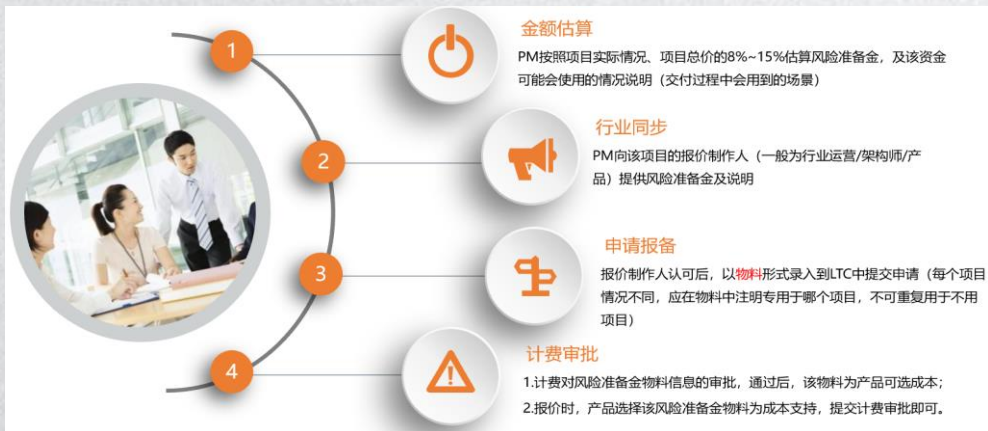 1
金额估算
PM按照项目实际情况、项目总价的8%~15%估算风险准备金，及该资金
可能会使用的情况说明（交付过程中会用到的场景）
2
行业同步
PM向该项目的报价制作人（一般为行业运营/架构师/产
品）提供风险准备金及说明
3
申请报备
报价制作人认可后，以物料形式录入到LTC中提交申请（每个项目
情况不同，应在物料中注明专用于哪个项目，不可重复用于不用
项目）
4
计费审批
1.计费对风险准备金物料信息的审批，通过后，该物料为产品可选成本；
2.报价时，产品选择该风险准备金物料为成本支持，提交计费审批即可。